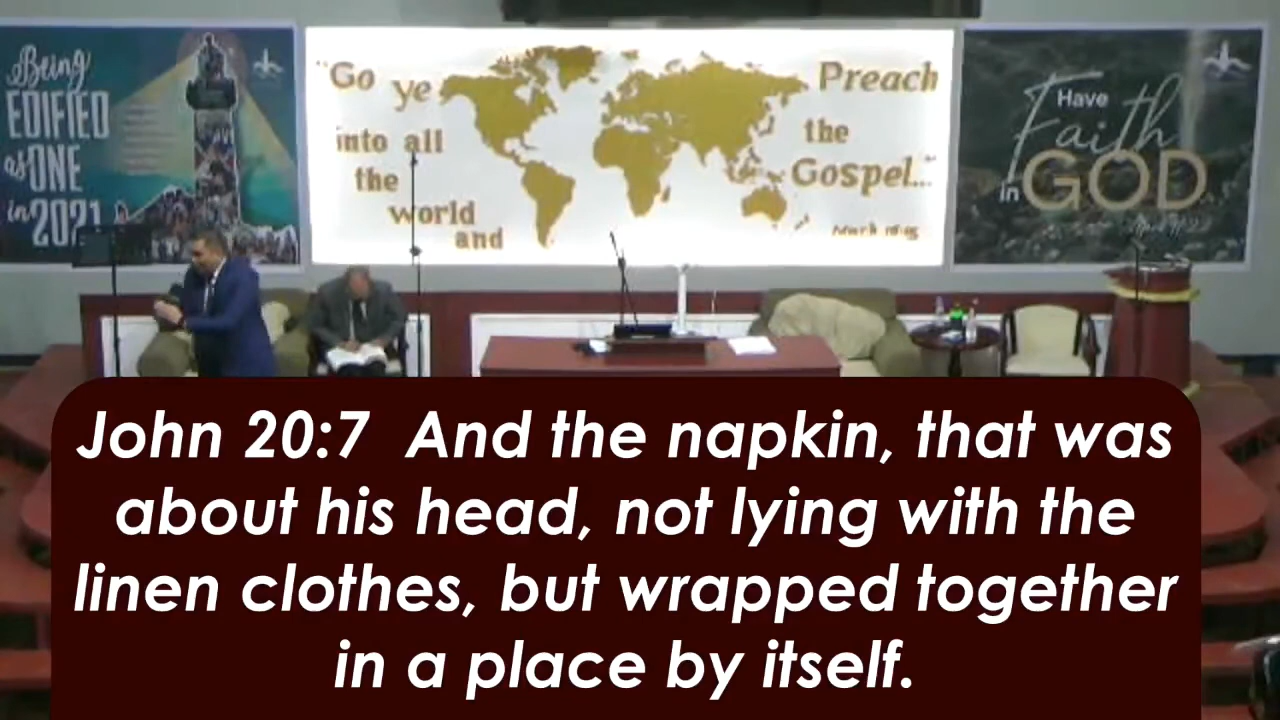 Being
EDIFIED
as ONE
in 2021
"Go ye
into all
the
world
and
Preach
the
Gospel..."
Have
Faith
in GOD
John 20:7 And the napkin, that was
about his head, not lying with the
linen clothes, but wrapped together
in a place by itself.